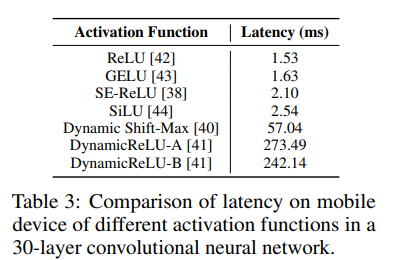 Activation Function Latency (ms)
ReLU [42] 1.53
GELU [43] 1.63
SE-ReLU [38] 2.10
SiLU [44] 2.54
Dynamic Shift-Max [40] 57.04
DynamicReLU-A [41] 273.49
DynamicReLU-B [41] 242.14
Table 3: Comparison of latency on mobile
device of different activation functions in a
30-layer convolutional neural network.